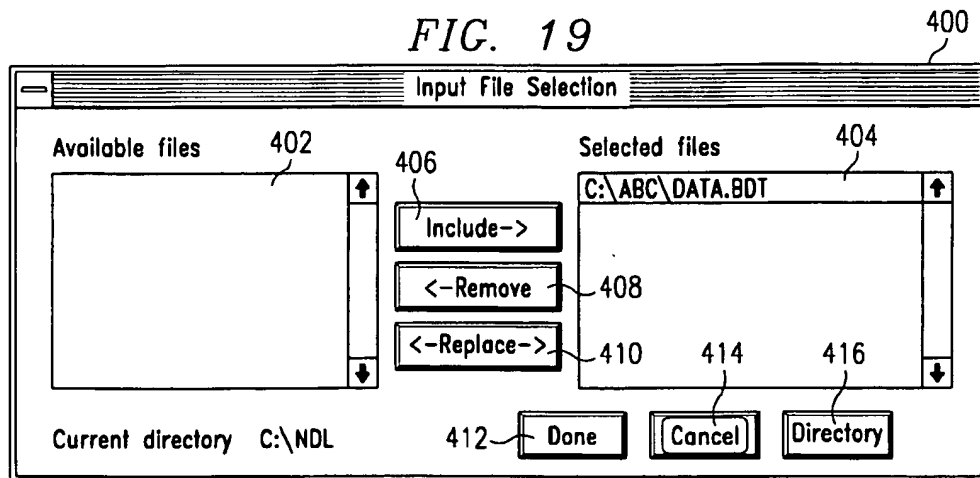 FIG. 19
400
Input File Selection
Available files
402
406
Selected files
404
C:\ABC\DATA.BDT
Include->
<-Remove
408
<-Replace->
410
414
416
Current directory C:\NDL
412
Done
Cancel
Directory